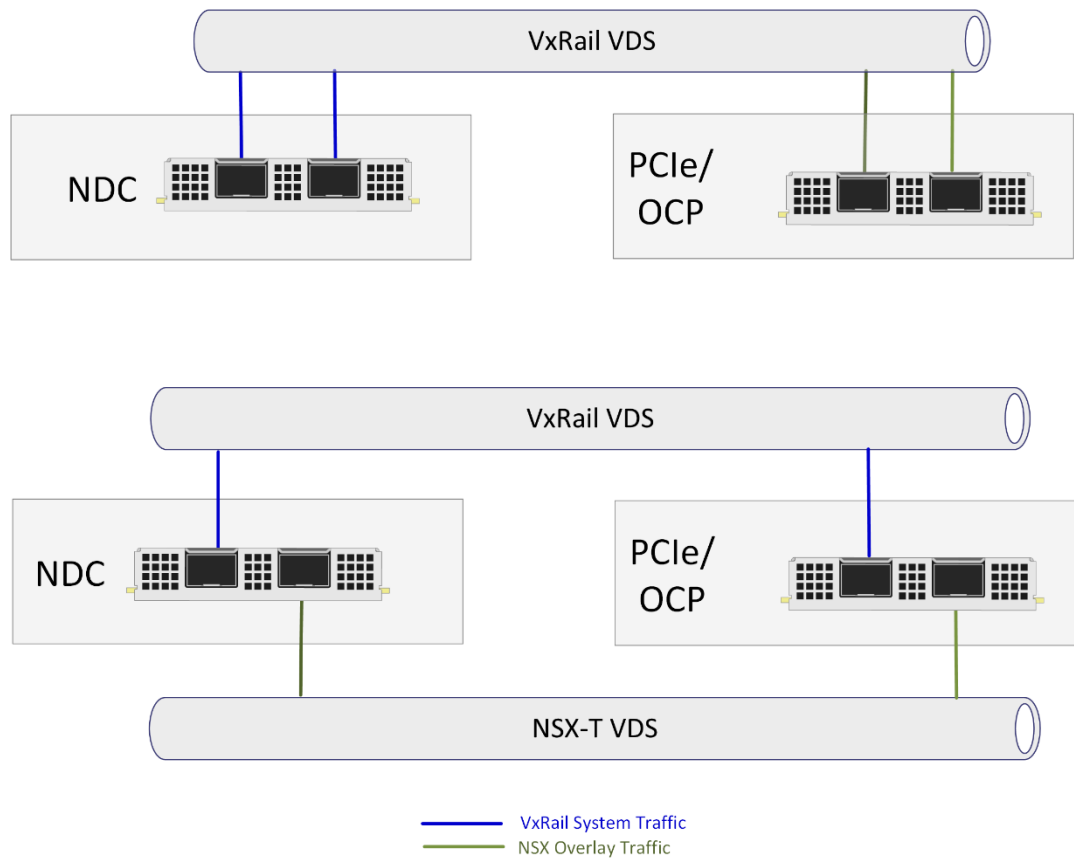 VxRail VDS
NDC
PCIe/
OCP
VxRail VDS
NDC
PCIe/
OCP
NSX-T VDS
VxRail System Traffic
NSX Overlay Traffic